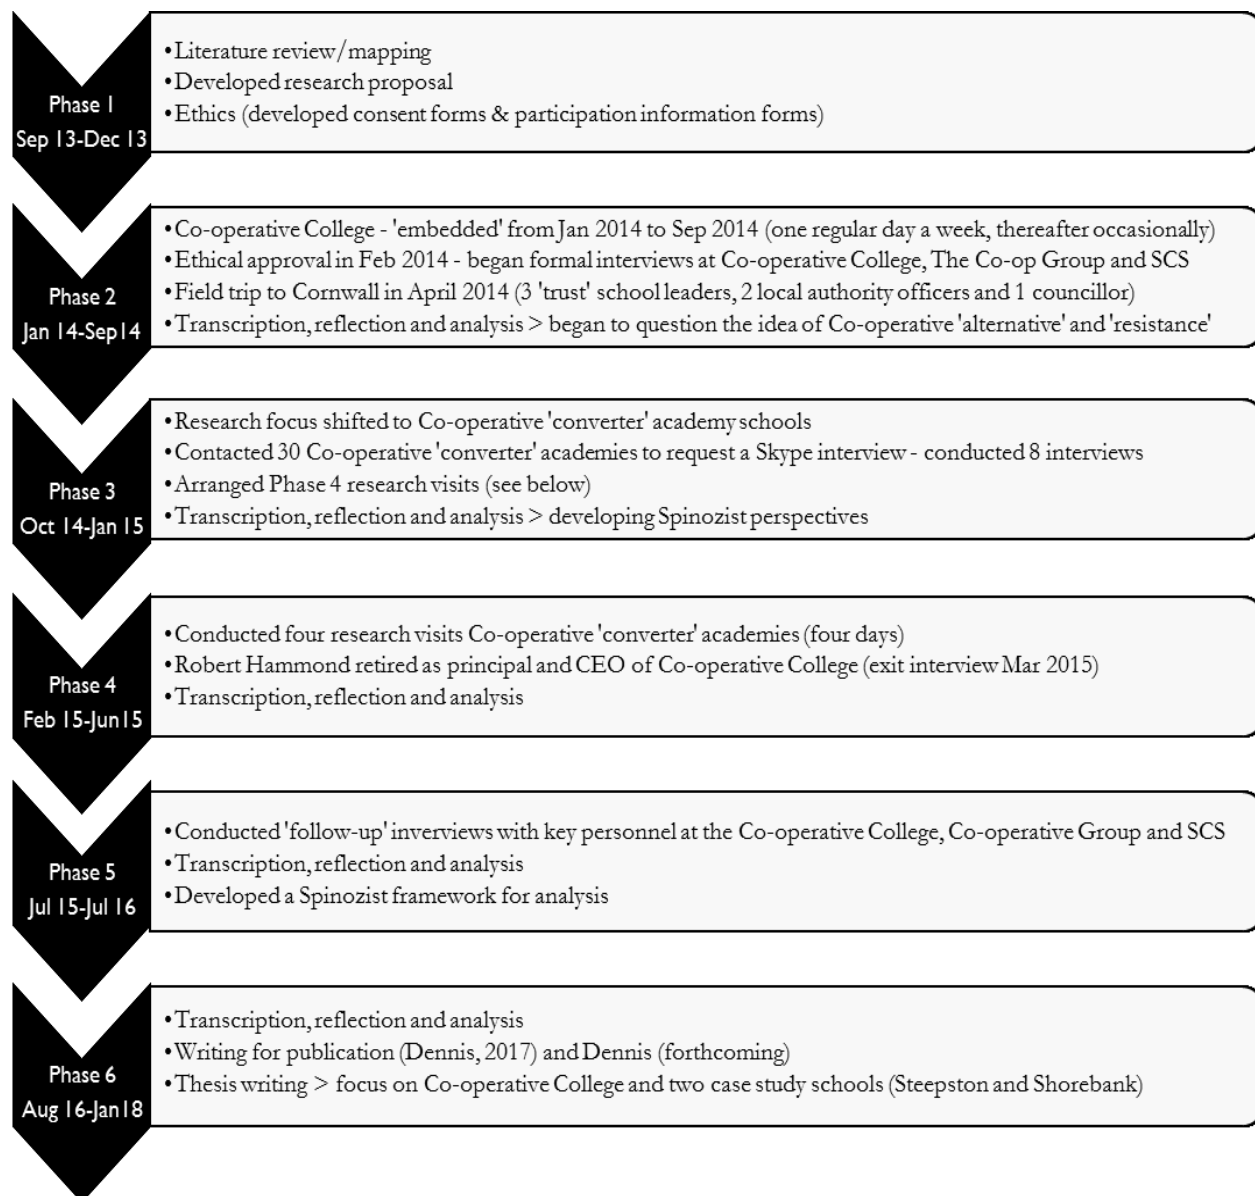 Phase 1
Sep 13-Dec 13
•Literature review/mapping
•Developed research proposal
•Ethics (developed consent forms & participation information forms)
Phase 2
Jan 14-Sep14
•Co-operative College - 'embedded' from Jan 2014 to Sep 2014 (one regular day a week, thereafter occasionally)
•Ethical approval in Feb 2014 - began formal interviews at Co-operative College, The Co-op Group and SCS
•Field trip to Cornwall in April 2014 (3 'trust' school leaders, 2 local authority officers and 1 councillor)
•Transcription, reflection and analysis > began to question the idea of Co-operative 'alternative' and 'resistance'
Phase 3
Oct 14-Jan 15
•Research focus shifted to Co-operative 'converter' academy schools
•Contacted 30 Co-operative 'converter' academies to request a Skype interview - conducted 8 interviews
•Arranged Phase 4 research visits (see below)
•Transcription, reflection and analysis > developing Spinozist perspectives
Phase 4
Feb 15-Jun15
•Conducted four research visits Co-operative 'converter' academies (four days)
•Robert Hammond retired as principal and CEO of Co-operative College (exit interview Mar 2015)
•Transcription, reflection and analysis
Phase 5
Jul 15-Jul 16
•Conducted 'follow-up' inverviews with key personnel at the Co-operative College, Co-operative Group and SCS
•Transcription, reflection and analysis
•Developed a Spinozist framework for analysis
Phase 6
Aug 16-Jan18
•Transcription, reflection and analysis
•Writing for publication (Dennis, 2017) and Dennis (forthcoming)
•Thesis writing > focus on Co-operative College and two case study schools (Steepston and Shorebank)